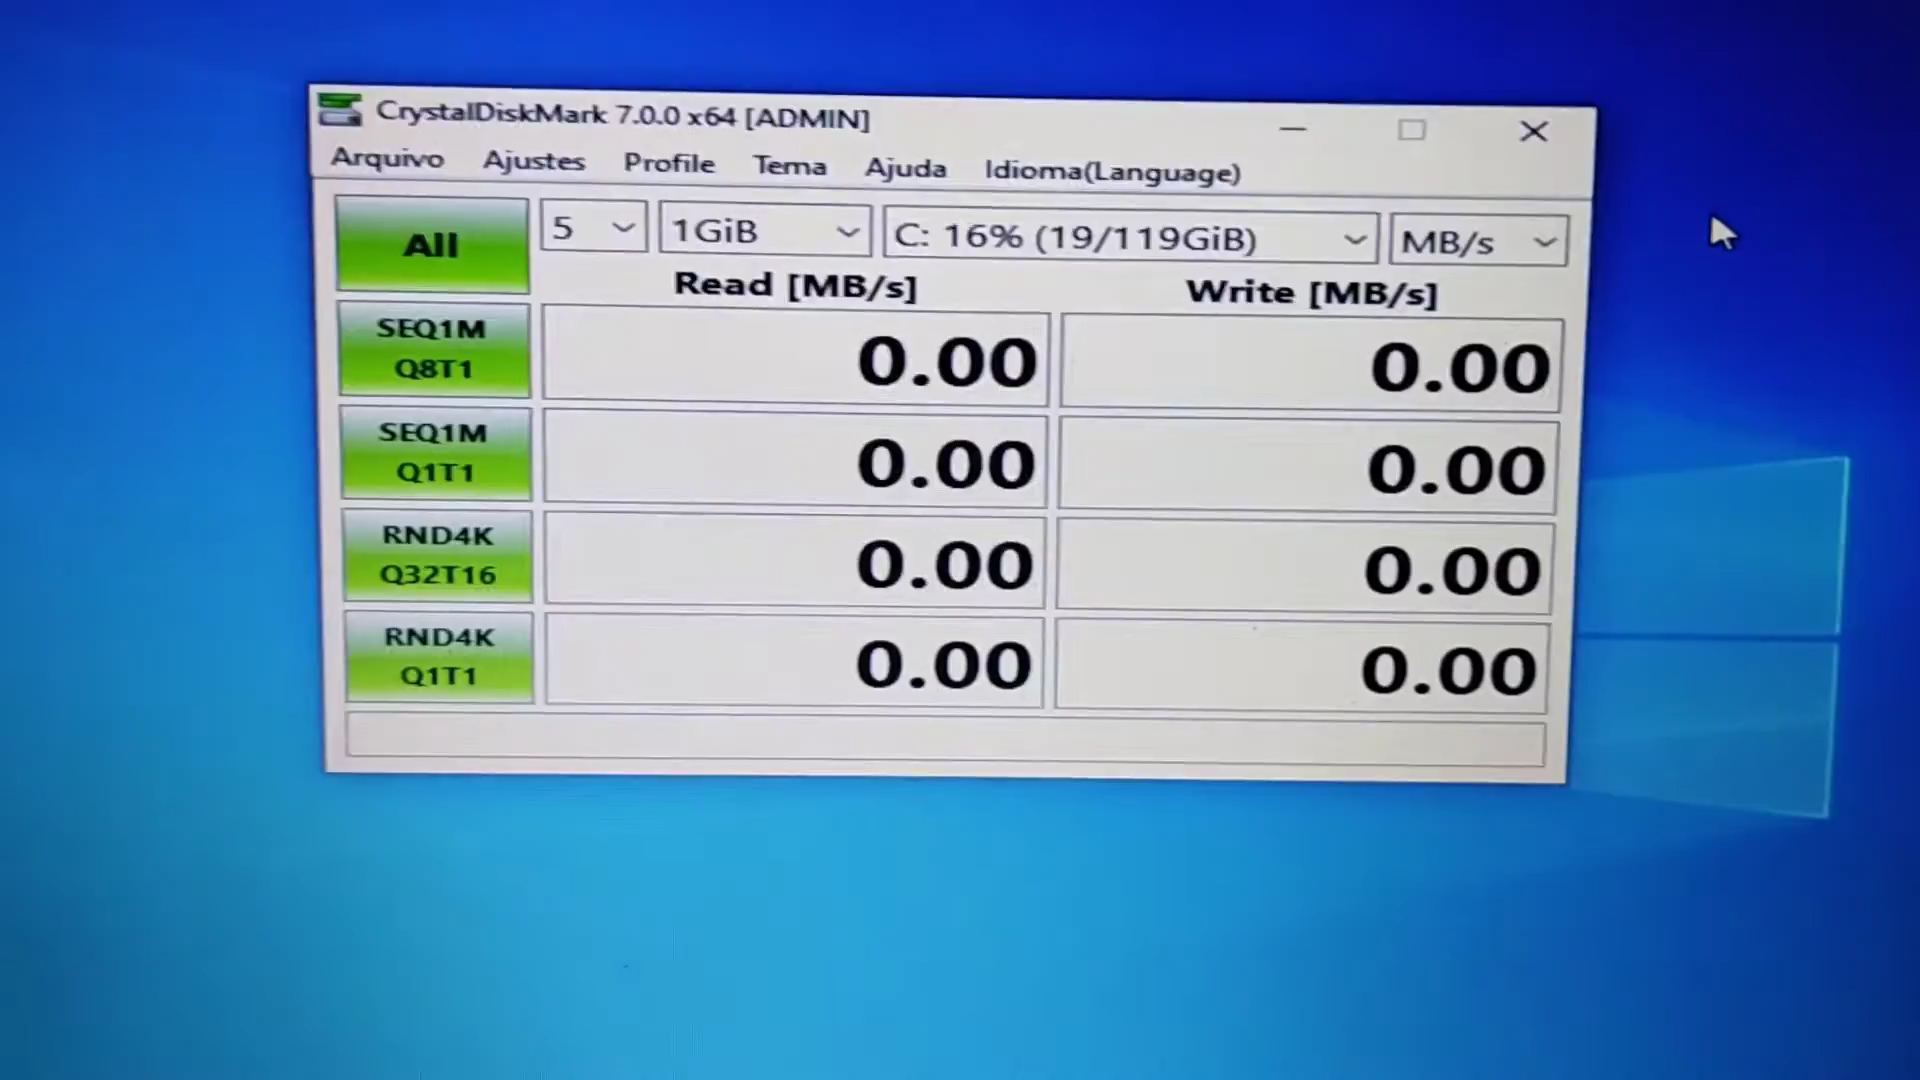 CrystalDiskMark 7.0.0 x64 [ADMIN]
Arquivo Ajustes Profile Tema Ajuda Idioma(Language)
All 5 1GiB C: 16% (19/119GiB) MB/s
Read [MB/s] Write [MB/s]
SEQ1M
Q8T1
0.00 0.00
SEQ1M
Q1T1
0.00 0.00
RND4K
Q32T16
0.00 0.00
RND4K
Q1T1
0.00 0.00